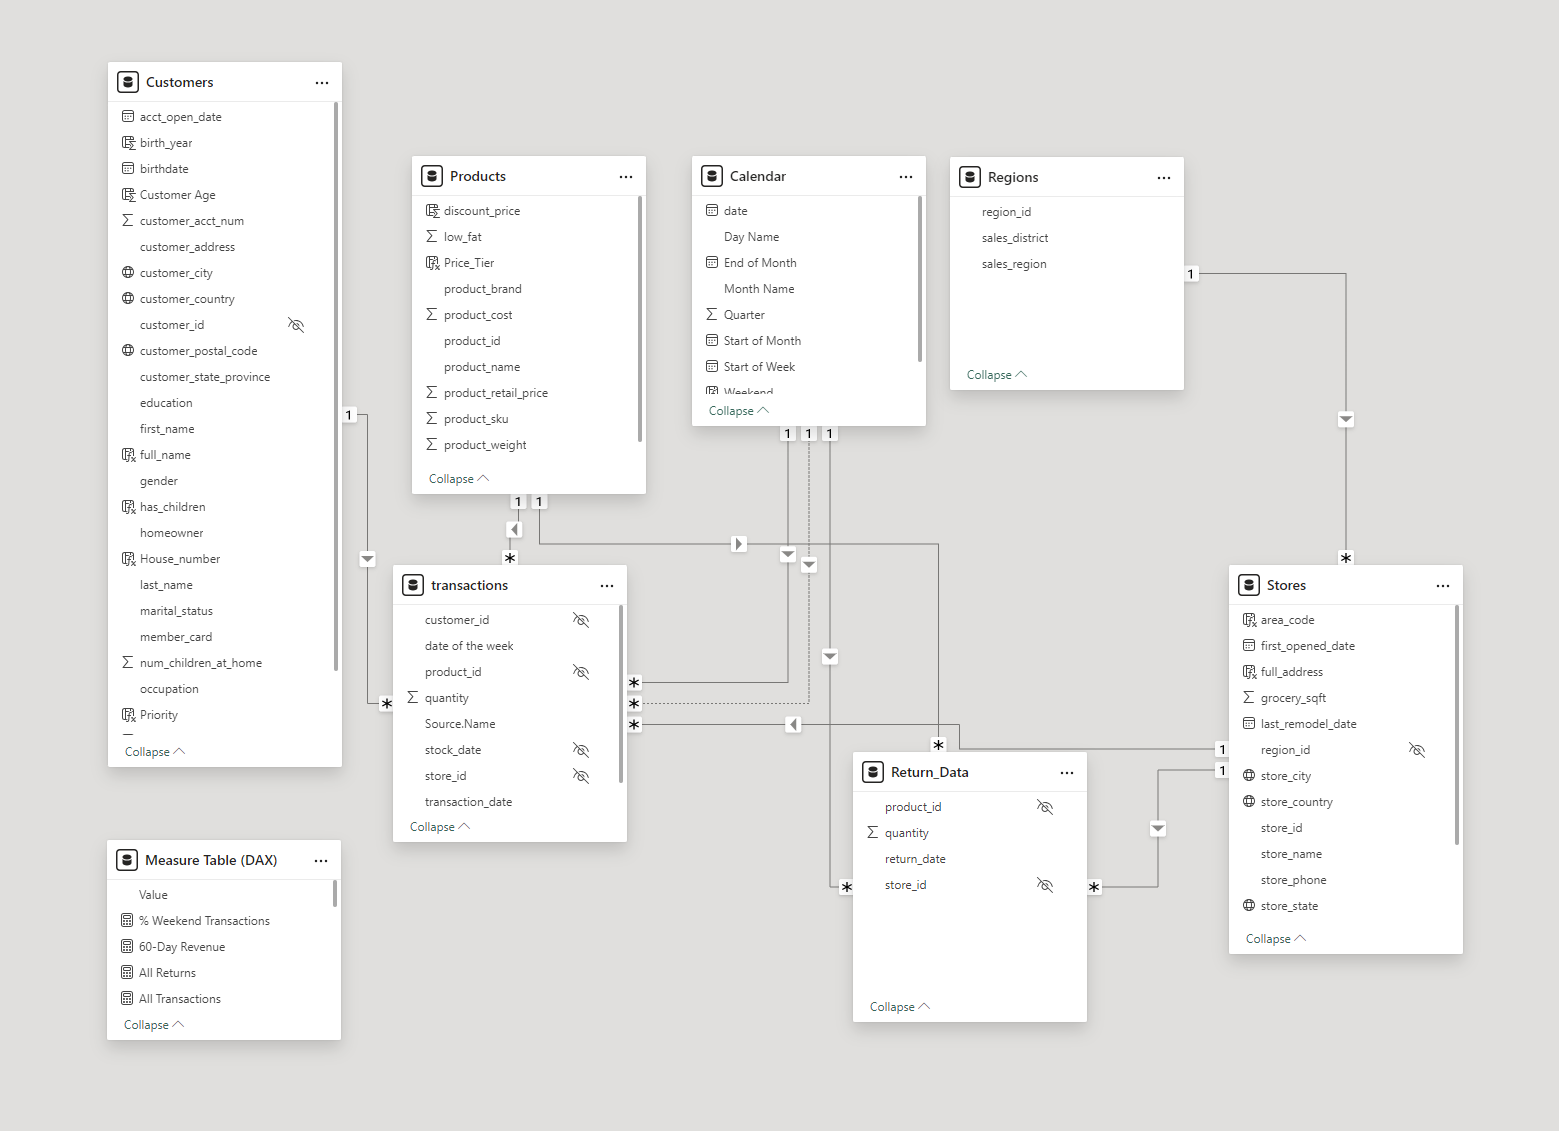 Customers
acct_open_date
birth_year
birthdate
Customer Age
customer_acct_num
customer_address
customer_city
customer_country
customer_id
customer_postal_code
customer_state_province
education
first_name
full_name
gender
has_children
homeowner
House_number
last_name
marital_status
member_card
num_children_at_home
occupation
Priority
Collapse
Products
discount_price
low_fat
Price_Tier
product_brand
product_cost
product_id
product_name
product_retail_price
product_sku
product_weight
Collapse
Calendar
date
Day Name
End of Month
Month Name
Quarter
Start of Month
Start of Week
Weekend
Collapse
Regions
region_id
sales_district
sales_region
Collapse
1
1
1 1
1 1 1
*
*
transactions
customer_id
date of the week
product_id
quantity
Source.Name
stock_date
store_id
transaction_date
Collapse
*
*
*
*
Stores
area_code
first_opened_date
full_address
grocery_sqft
last_remodel_date
region_id
store_city
store_country
store_id
store_name
store_phone
store_state
Collapse
1
1
*
Return_Data
product_id
quantity
return_date
store_id
Collapse
*
*
Measure Table (DAX)
Value
% Weekend Transactions
60-Day Revenue
All Returns
All Transactions
Collapse